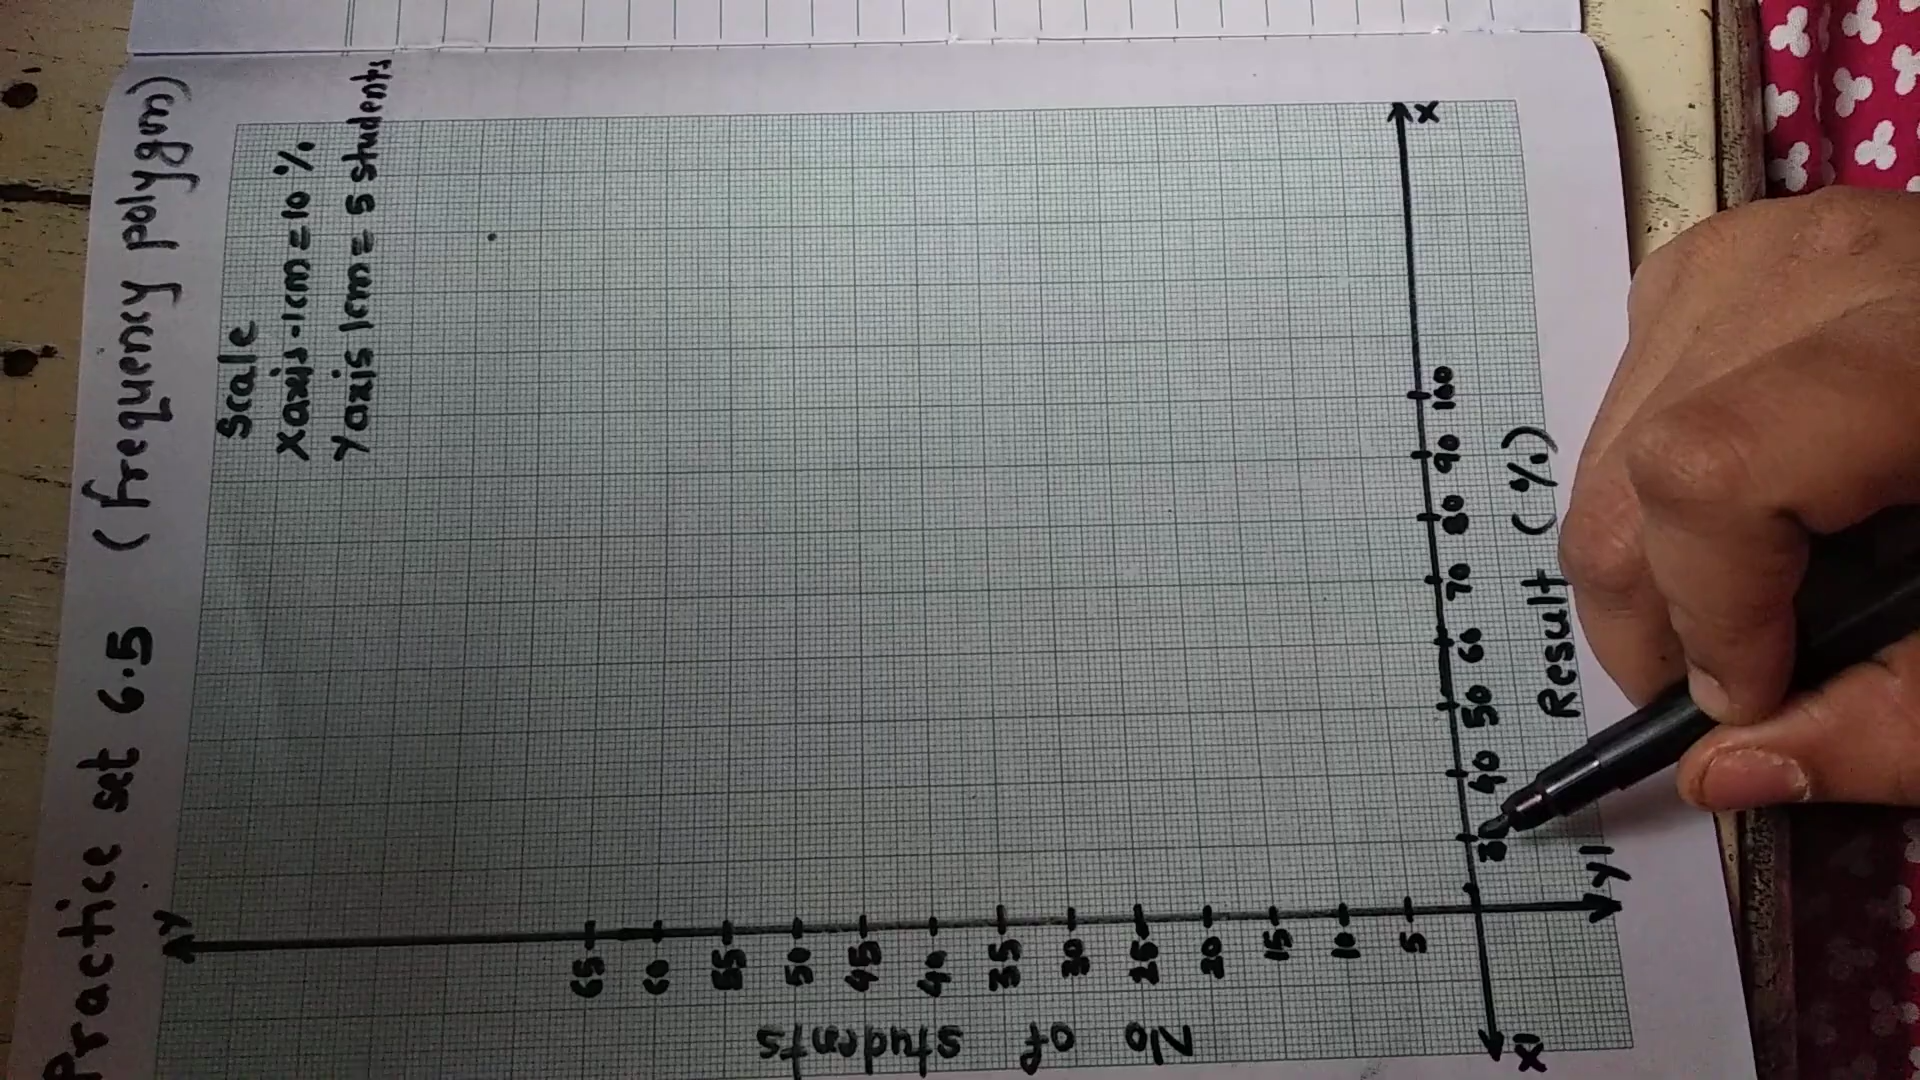 Practice set 6.5 (frequency polygon)
Scale
X axis - 1cm = 10 %
Y axis 1cm = 5 students
Y
65
60
55
50
45
40
35
30
25
20
15
10
5
No of students
X'
30 40 50 60 70 80 90 100
X
Result (%)
Y'